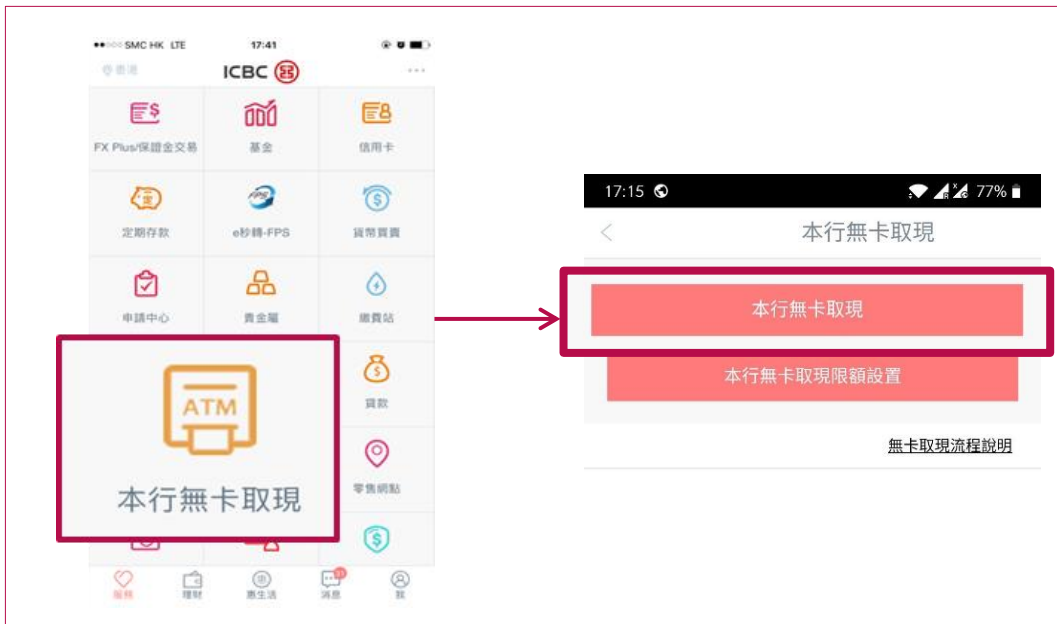 SMC HK LTE 17:41
香港 ICBC
FX Plus/保證金交易 基金 信用卡
定期存款 e秒轉-FPS 貨幣買賣
申請中心 貴金屬 繳費站
ATM
本行無卡取現
貸款
零售網點
服務 理財 惠生活 消息 我
17:15 77%
本行無卡取現
本行無卡取現
本行無卡取現限額設置
無卡取現流程說明